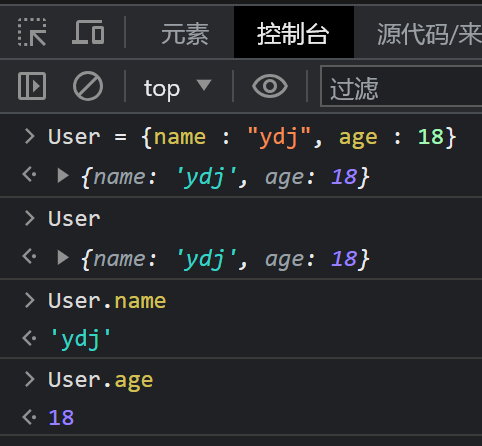 元素 控制台 源代码/来
top 过滤
User = {name : "ydj", age : 18}
{name: 'ydj', age: 18}
User
{name: 'ydj', age: 18}
User.name
'ydj'
User.age
18